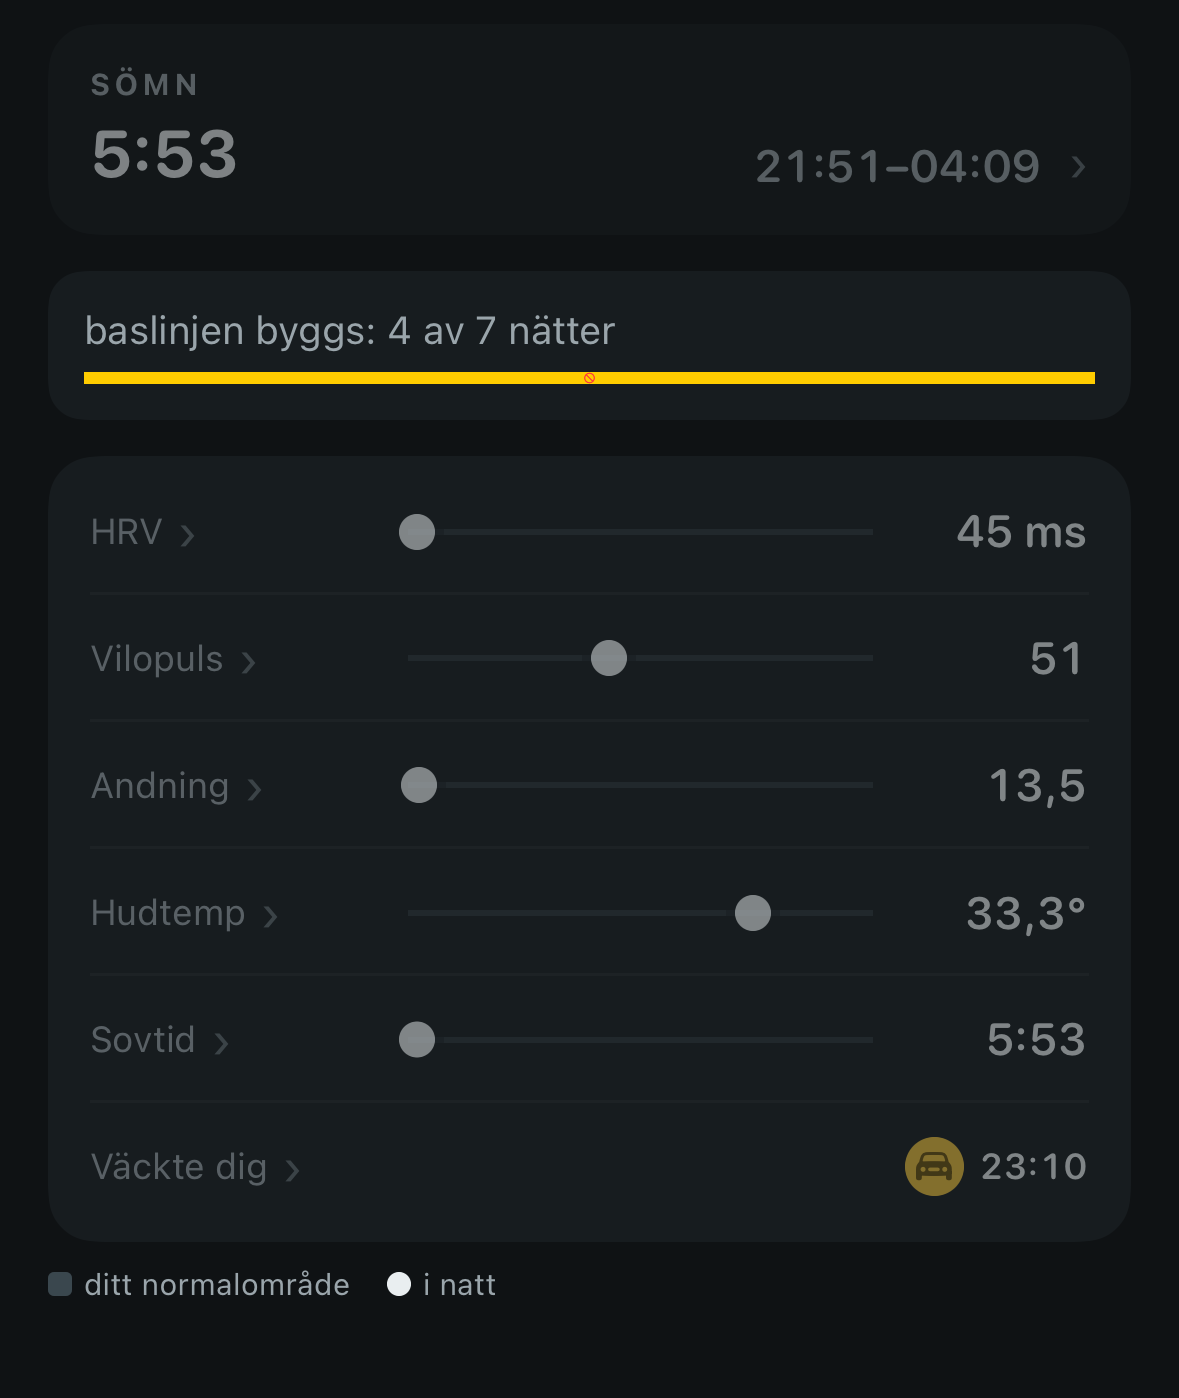 SÖMN
5:53
21:51–04:09
baslinjen byggs: 4 av 7 nätter
HRV 45 ms
Vilopuls 51
Andning 13,5
Hudtemp 33,3°
Sovtid 5:53
Väckte dig 23:10
ditt normalområde i natt